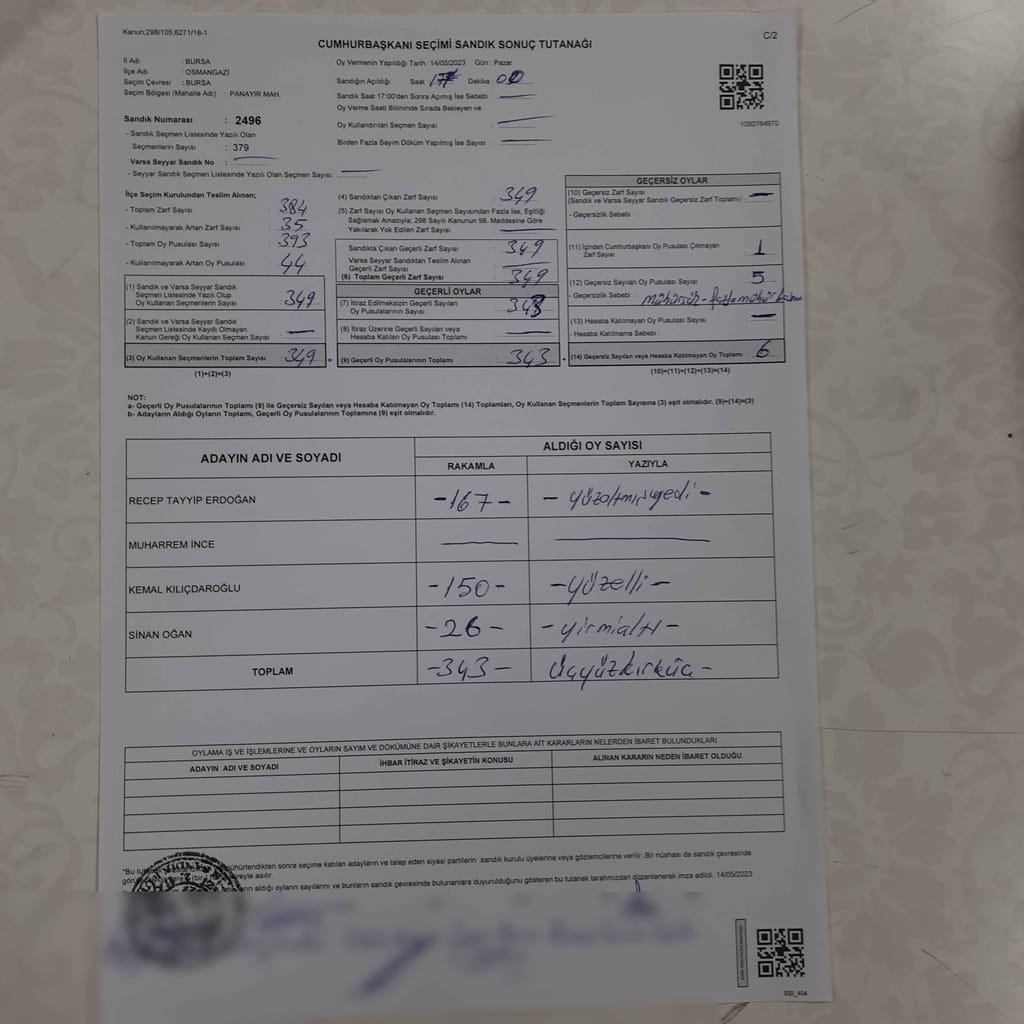 Kanun:298/105;6271/18-1
C/2
CUMHURBAŞKANI SEÇİMİ SANDIK SONUÇ TUTANAĞI
İl Adı : BURSA
İlçe Adı : OSMANGAZİ
Seçim Çevresi : BURSA
Seçim Bölgesi (Mahalle Adı) : PANAYIR MAH.
Oy Vermenin Yapıldığı Tarih :14/05/2023 Gün : Pazar
Sandığın Açıldığı Saat 17 Dakika 00
Sandık Saat 17:00'den Sonra Açımış İse Sebebi :
Oy Verme Saati Bitiminde Sırada Bekleyen ve
Oy Kullandırılan Seçmen Sayısı :
Birden Fazla Sayım Döküm Yapılmış İse Sayısı :
1093764970
Sandık Numarası : 2496
- Sandık Seçmen Listesinde Yazılı Olan
Seçmenlerin Sayısı : 379
Varsa Seyyar Sandık No :
- Seyyar Sandık Seçmen Listesinde Yazılı Olan Seçmen Sayısı:
İlçe Seçim Kurulundan Teslim Alınan;
- Toplam Zarf Sayısı : 384
- Kullanılmayarak Artan Zarf Sayısı : 35
- Toplam Oy Pusulası Sayısı : 393
- Kullanılmayarak Artan Oy Pusulası : 44
(1) Sandık ve Varsa Seyyar Sandık
Seçmen Listesinde Yazılı Olup
Oy Kullanan Seçmenlerin Sayısı : 349
(2) Sandık ve Varsa Seyyar Sandık
Seçmen Listesinde Kayıtlı Olmayan
Kanun Gereği Oy Kullanan Seçmen Sayısı :
(3) Oy Kullanan Seçmenlerin Toplam Sayısı : 349 =
(1)+(2)=(3)
(4) Sandıktan Çıkan Zarf Sayısı : 349
(5) Zarf Sayısı Oy Kullanan Seçmen Sayısından Fazla İse, Eşitliği
Sağlamak Amacıyla; 298 Sayılı Kanunun 98. Maddesine Göre
Yakılarak Yok Edilen Zarf Sayısı :
Sandıkta Çıkan Geçerli Zarf Sayısı : 349
Varsa Seyyar Sandıktan Teslim Alınan
Geçerli Zarf Sayısı :
(6) Toplam Geçerli Zarf Sayısı : 349
GEÇERLİ OYLAR
(7) İtiraz Edilmeksizin Geçerli Sayılan
Oy Pusulasının Sayısı : 343
(8) İtiraz Üzerine Geçerli Sayılan veya
Hesaba Katılan Oy Pusulası Toplamı :
(9) Geçerli Oy Pusulalarının Toplamı : 343 +
GEÇERSİZ OYLAR
(10) Geçersiz Zarf Sayısı
(Sandık ve Varsa Seyyar Sandık Geçersiz Zarf Toplamı) :
- Geçersizlik Sebebi :
(11) İçinden Cumhurbaşkanı Oy Pusulası Çıkmayan
Zarf Sayısı : 1
(12) Geçersiz Oy Pusulası Sayısı : 5
- Geçersizlik Sebebi : mühürsüz-fazla mühür
(13) Hesaba Katılmayan Oy Pusulası Sayısı :
- Hesaba Katılmama Sebebi :
(14) Geçersiz Sayılan veya Hesaba Katılmayan Oy Toplamı : 6
(10)+(11)+(12)+(13)=(14)
NOT:
a- Geçerli Oy Pusulalarının Toplamı (9) ile Geçersiz Sayılan veya Hesaba Katılmayan Oy Toplamı (14) Toplamları, Oy Kullanan Seçmenlerin Toplam Sayısına (3) eşit olmalıdır. (9)+(14)=(3)
b- Adayların Aldığı Oyların Toplamı, Geçerli Oy Pusulalarının Toplamına (9) eşit olmalıdır.
ADAYIN ADI VE SOYADI
ALDIĞI OY SAYISI
RAKAMLA YAZIYLA
RECEP TAYYİP ERDOĞAN -167- - yüzaltmışyedi -
MUHARREM İNCE
KEMAL KILIÇDAROĞLU -150- -yüzelli-
SİNAN OĞAN -26- -yirmialtı-
TOPLAM -343- Üçyüzkırküç-
OYLAMA İŞ VE İŞLEMLERİNE VE OYLARIN SAYIM VE DÖKÜMÜNE DAİR ŞİKAYETLERLE BUNLARA AİT KARARLARIN NELERDEN İBARET BULUNDUKLARI
ADAYIN ADI VE SOYADI İHBAR İTİRAZ VE ŞİKAYETİN KONUSU ALINAN KARARIN NEDEN İBARET OLDUĞU
"Bu mühürlendikten sonra seçime katılan adayların ve talep eden siyasi partilerin sandık kurulu üyelerine veya gözlemcilerine verilir. Bir nüshası da sandık çevresinde
(bir) süreyle asılır.
aldığı oyların sayılarını ve bunların sandık çevresinde bulunanlara duyurulduğunu gösteren bu tutanak tarafımızdan düzenlenerek imza edildi. 14/05/2023
SSI_404